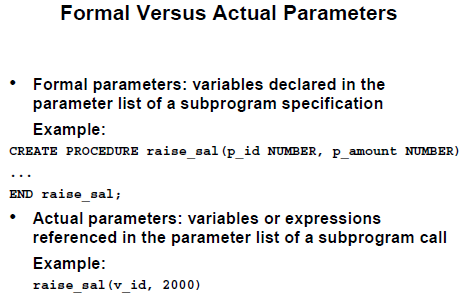 Formal Versus Actual Parameters
• Formal parameters: variables declared in the
parameter list of a subprogram specification
Example:
CREATE PROCEDURE raise_sal(p_id NUMBER, p_amount NUMBER)
...
END raise_sal;
• Actual parameters: variables or expressions
referenced in the parameter list of a subprogram call
Example:
raise_sal(v_id, 2000)